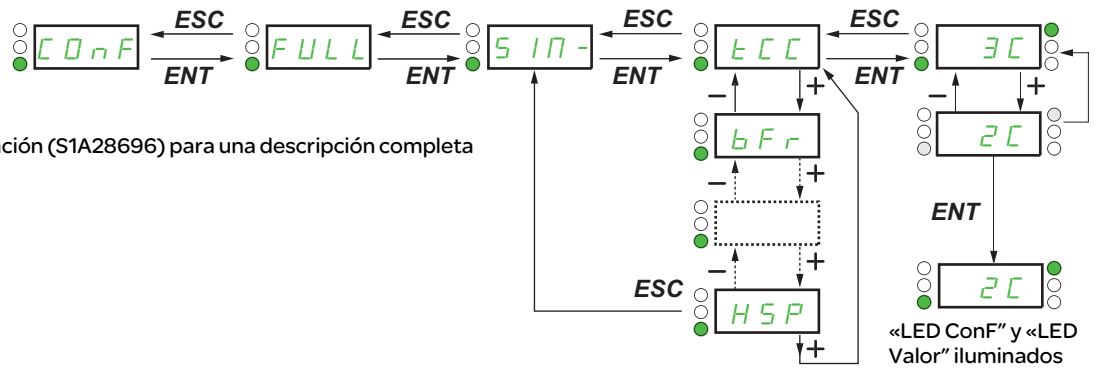 ESC ESC ESC ESC
COnF FULL SIM- tCC 3C
ENT ENT ENT ENT
– + – +
bFr 2C
ción (S1A28696) para una descripción completa
– +
ENT
– +
ESC
HSP 2C
+
«LED ConF” y «LED
Valor” iluminados